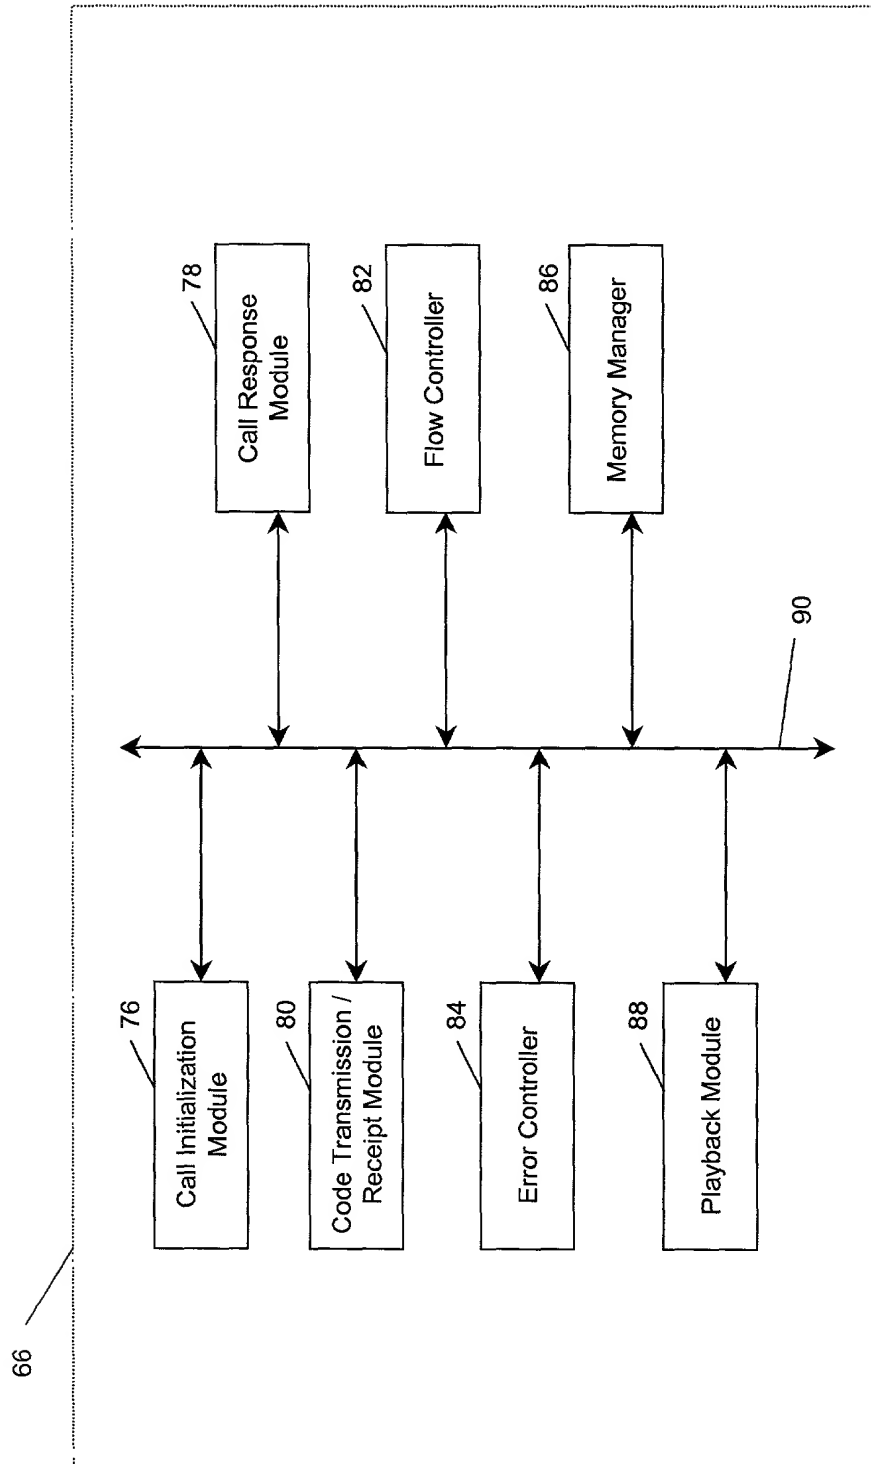 66
76
Call Initialization
Module
78
Call Response
Module
80
Code Transmission /
Receipt Module
82
Flow Controller
84
Error Controller
86
Memory Manager
88
Playback Module
90